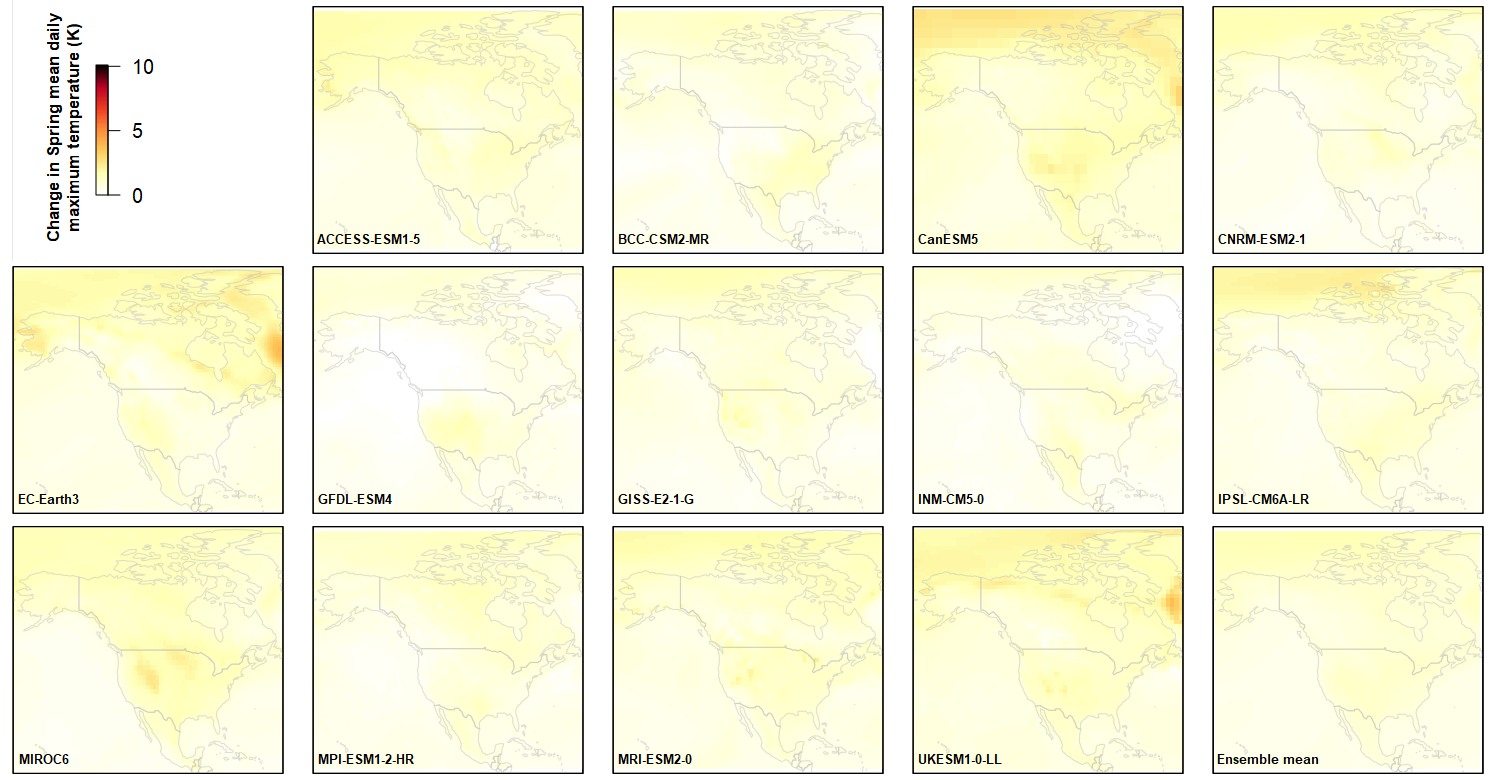 Change in Spring mean daily
maximum temperature (K)
10
5
0
ACCESS-ESM1-5
BCC-CSM2-MR
CanESM5
CNRM-ESM2-1
EC-Earth3
GFDL-ESM4
GISS-E2-1-G
INM-CM5-0
IPSL-CM6A-LR
MIROC6
MPI-ESM1-2-HR
MRI-ESM2-0
UKESM1-0-LL
Ensemble mean